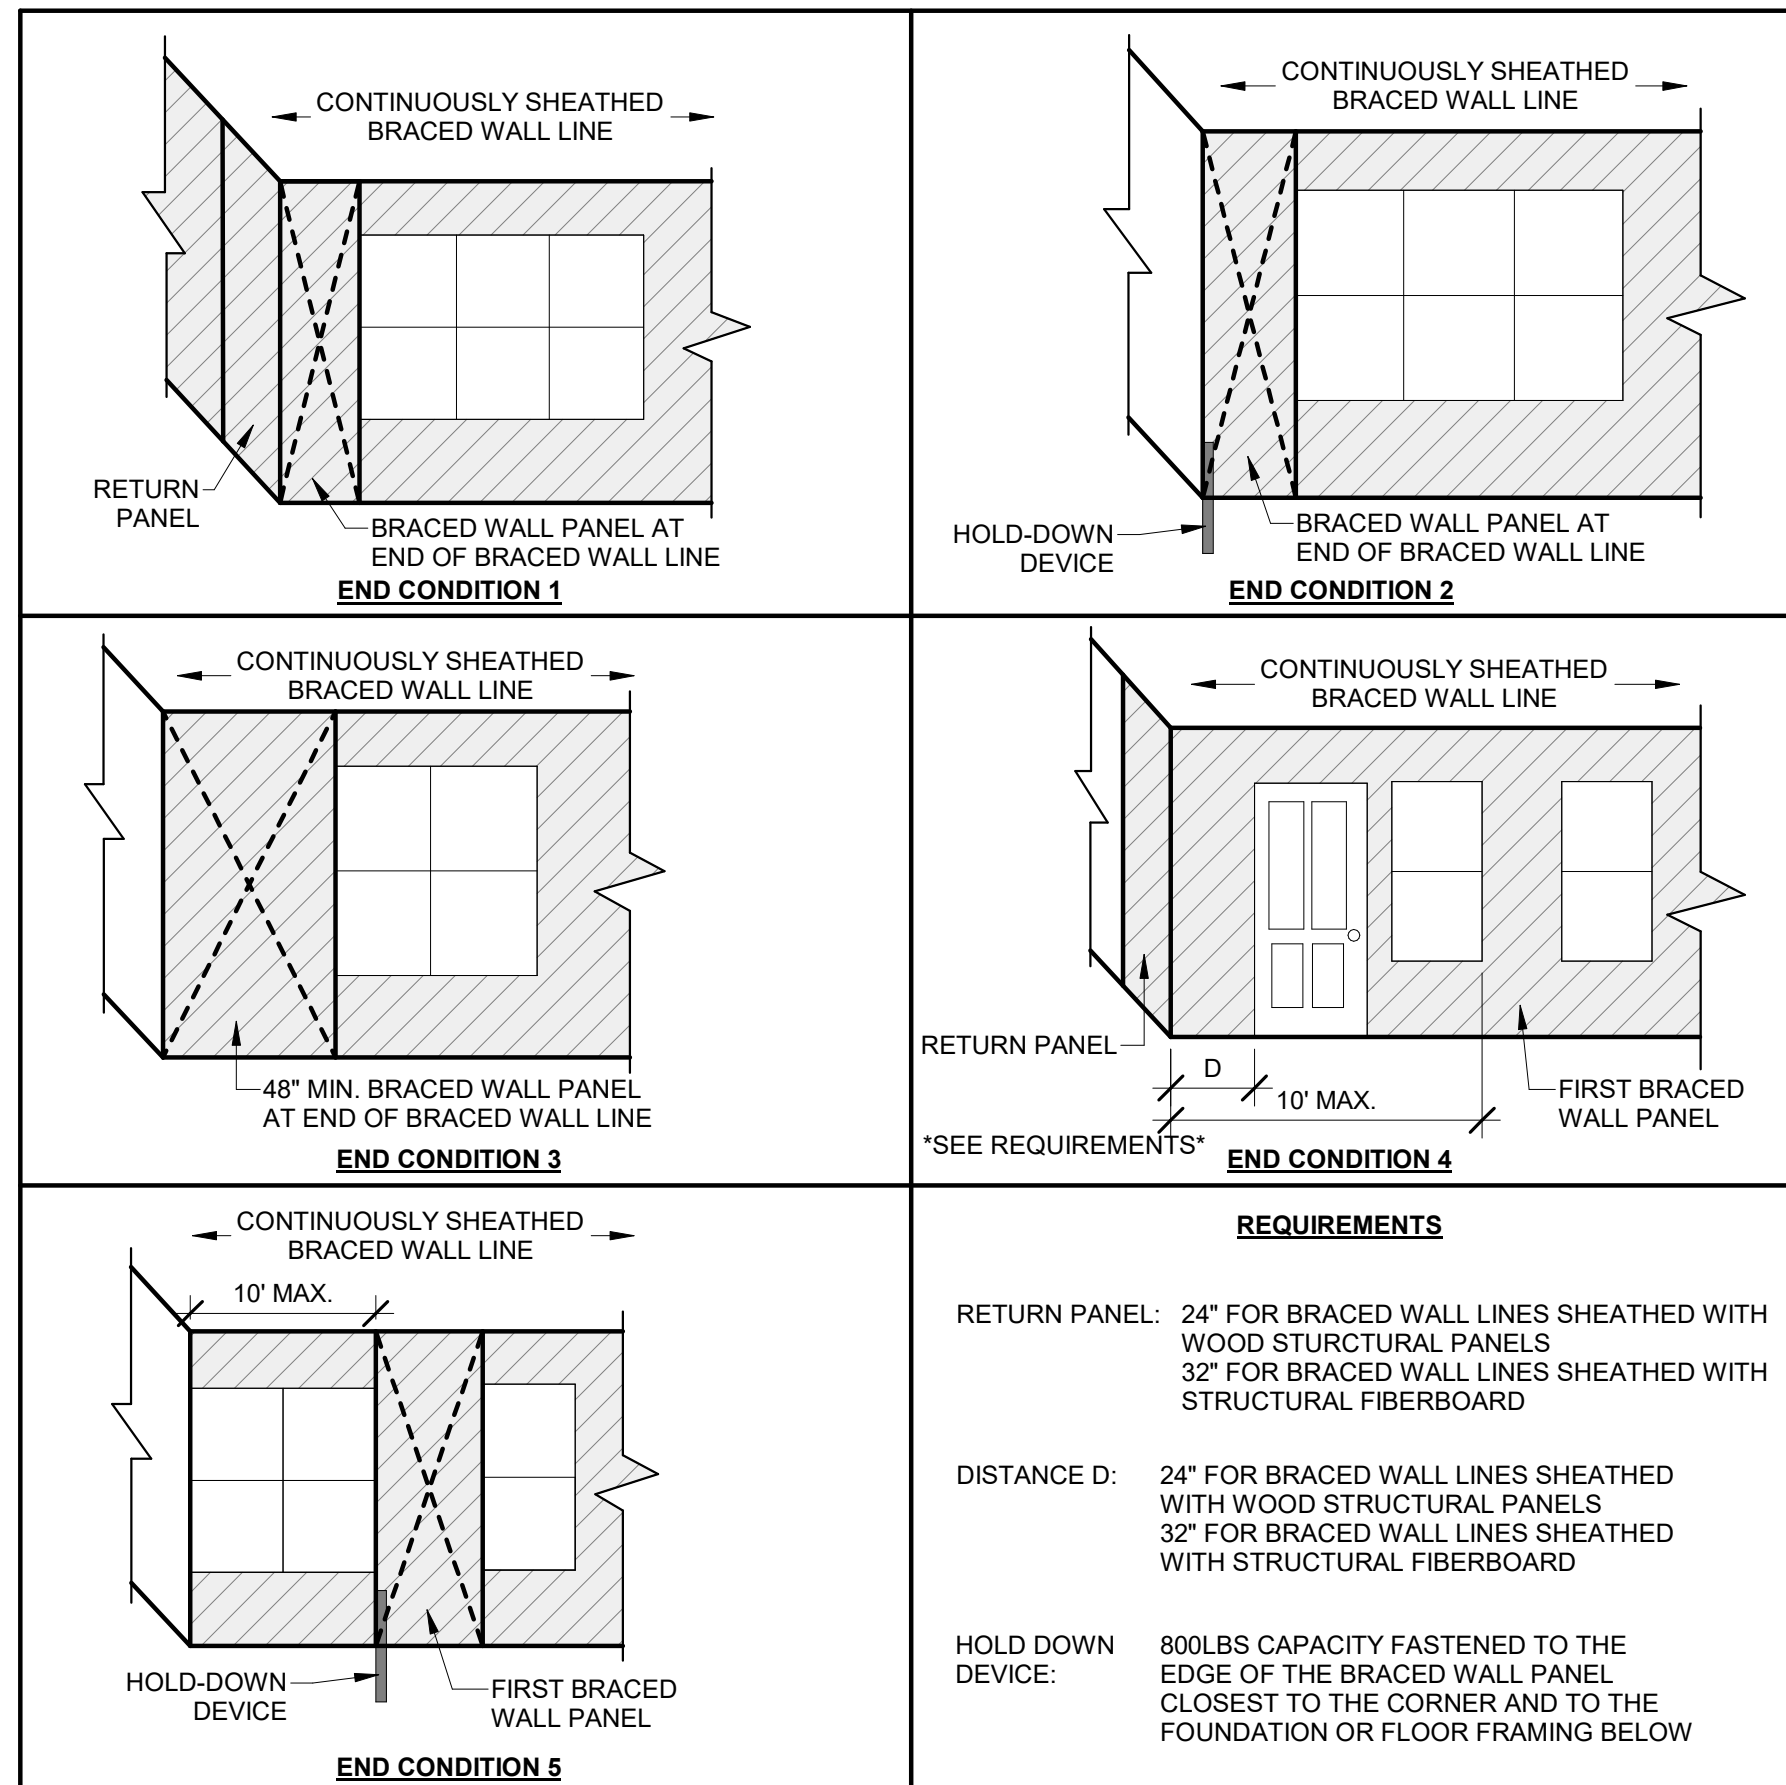 CONTINUOUSLY SHEATHED
BRACED WALL LINE
RETURN
PANEL
BRACED WALL PANEL AT
END OF BRACED WALL LINE
END CONDITION 1
CONTINUOUSLY SHEATHED
BRACED WALL LINE
HOLD-DOWN
DEVICE
BRACED WALL PANEL AT
END OF BRACED WALL LINE
END CONDITION 2
CONTINUOUSLY SHEATHED
BRACED WALL LINE
48" MIN. BRACED WALL PANEL
AT END OF BRACED WALL LINE
END CONDITION 3
CONTINUOUSLY SHEATHED
BRACED WALL LINE
RETURN PANEL
D
10' MAX.
FIRST BRACED
WALL PANEL
*SEE REQUIREMENTS*
END CONDITION 4
CONTINUOUSLY SHEATHED
BRACED WALL LINE
10' MAX.
HOLD-DOWN
DEVICE
FIRST BRACED
WALL PANEL
END CONDITION 5
REQUIREMENTS
RETURN PANEL: 24" FOR BRACED WALL LINES SHEATHED WITH
WOOD STURCTURAL PANELS
32" FOR BRACED WALL LINES SHEATHED WITH
STRUCTURAL FIBERBOARD
DISTANCE D: 24" FOR BRACED WALL LINES SHEATHED
WITH WOOD STRUCTURAL PANELS
32" FOR BRACED WALL LINES SHEATHED
WITH STRUCTURAL FIBERBOARD
HOLD DOWN 800LBS CAPACITY FASTENED TO THE
DEVICE: EDGE OF THE BRACED WALL PANEL
CLOSEST TO THE CORNER AND TO THE
FOUNDATION OR FLOOR FRAMING BELOW